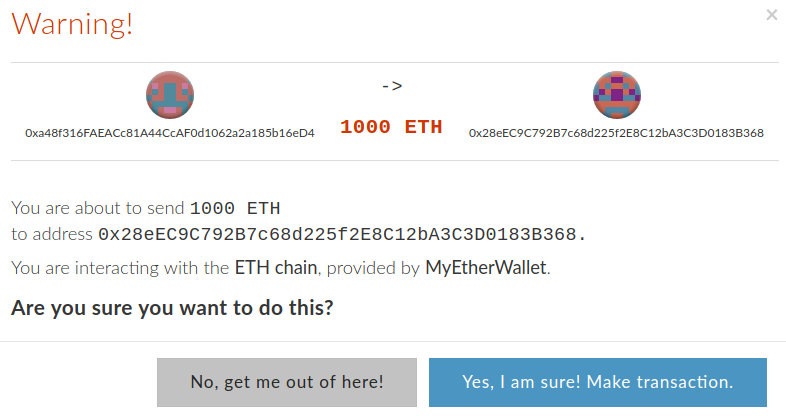 Warning!
×
->
1000 ETH
0xa48f316FAEACc81A44CcAF0d1062a2a185b16eD4
0x28eEC9C792B7c68d225f2E8C12bA3C3D0183B368
You are about to send 1000 ETH
to address 0x28eEC9C792B7c68d225f2E8C12bA3C3D0183B368.
You are interacting with the ETH chain, provided by MyEtherWallet.
Are you sure you want to do this?
No, get me out of here!
Yes, I am sure! Make transaction.